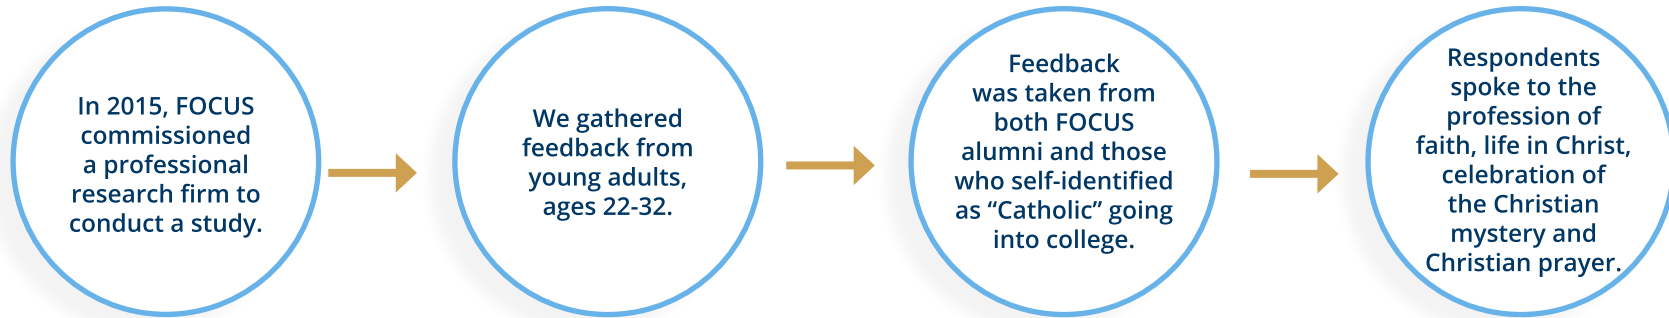 In 2015, FOCUS
commissioned
a professional
research firm to
conduct a study.
We gathered
feedback from
young adults,
ages 22-32.
Feedback
was taken from
both FOCUS
alumni and those
who self-identified
as “Catholic” going
into college.
Respondents
spoke to the
profession of
faith, life in Christ,
celebration of
the Christian
mystery and
Christian prayer.